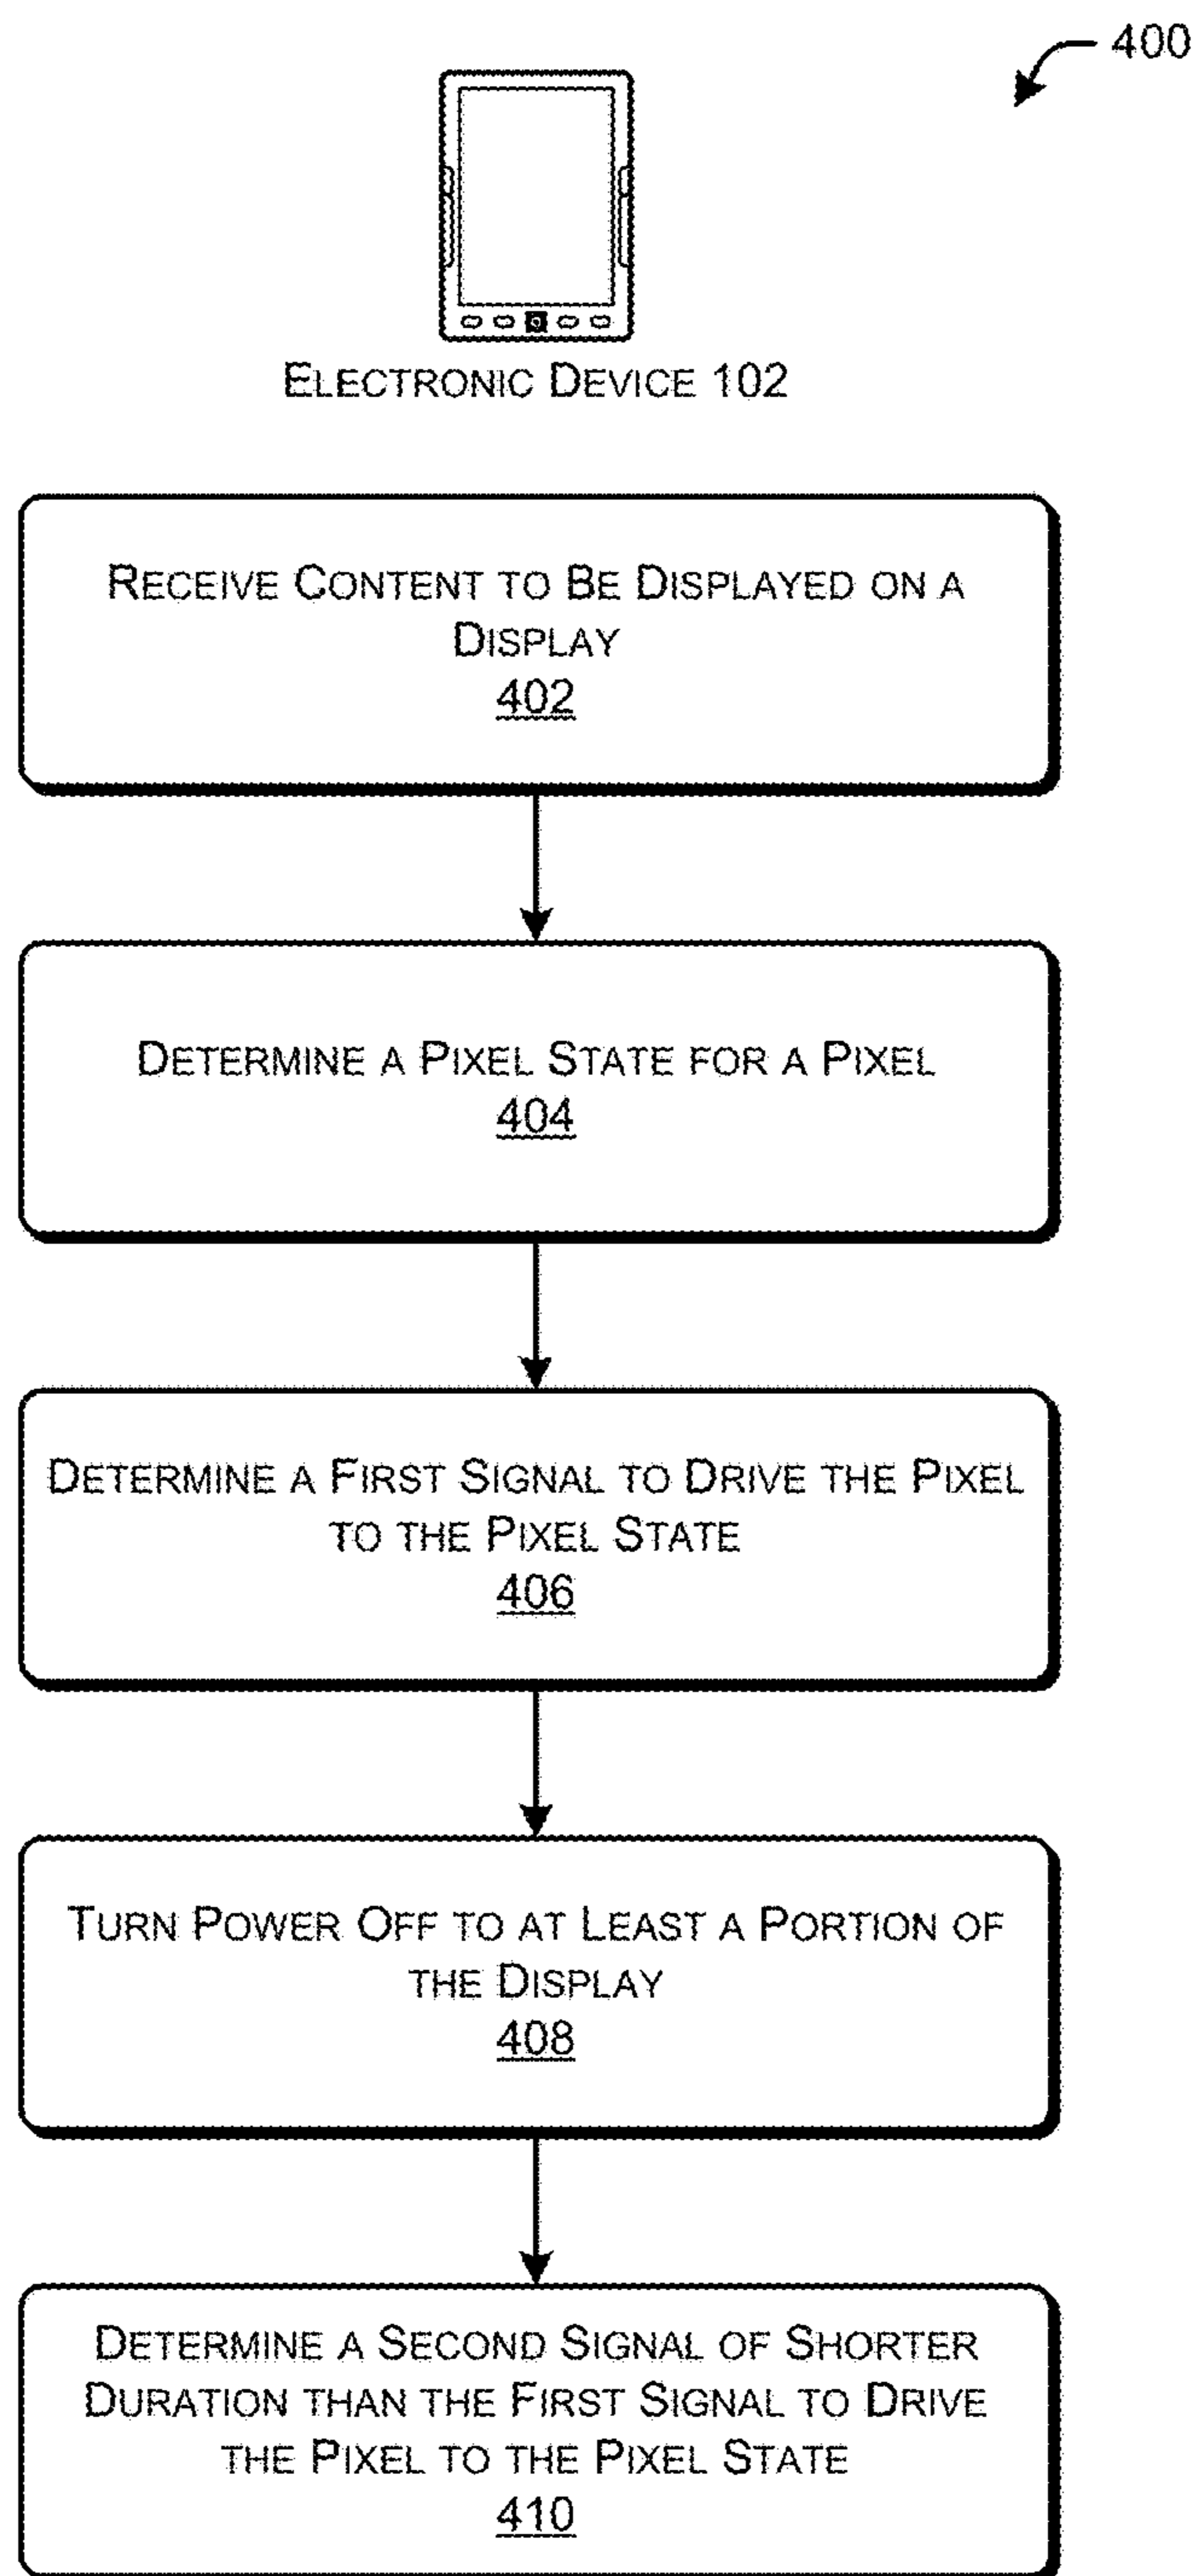 400
ELECTRONIC DEVICE 102
RECEIVE CONTENT TO BE DISPLAYED ON A
DISPLAY
402
DETERMINE A PIXEL STATE FOR A PIXEL
404
DETERMINE A FIRST SIGNAL TO DRIVE THE PIXEL
TO THE PIXEL STATE
406
TURN POWER OFF TO AT LEAST A PORTION OF
THE DISPLAY
408
DETERMINE A SECOND SIGNAL OF SHORTER
DURATION THAN THE FIRST SIGNAL TO DRIVE
THE PIXEL TO THE PIXEL STATE
410